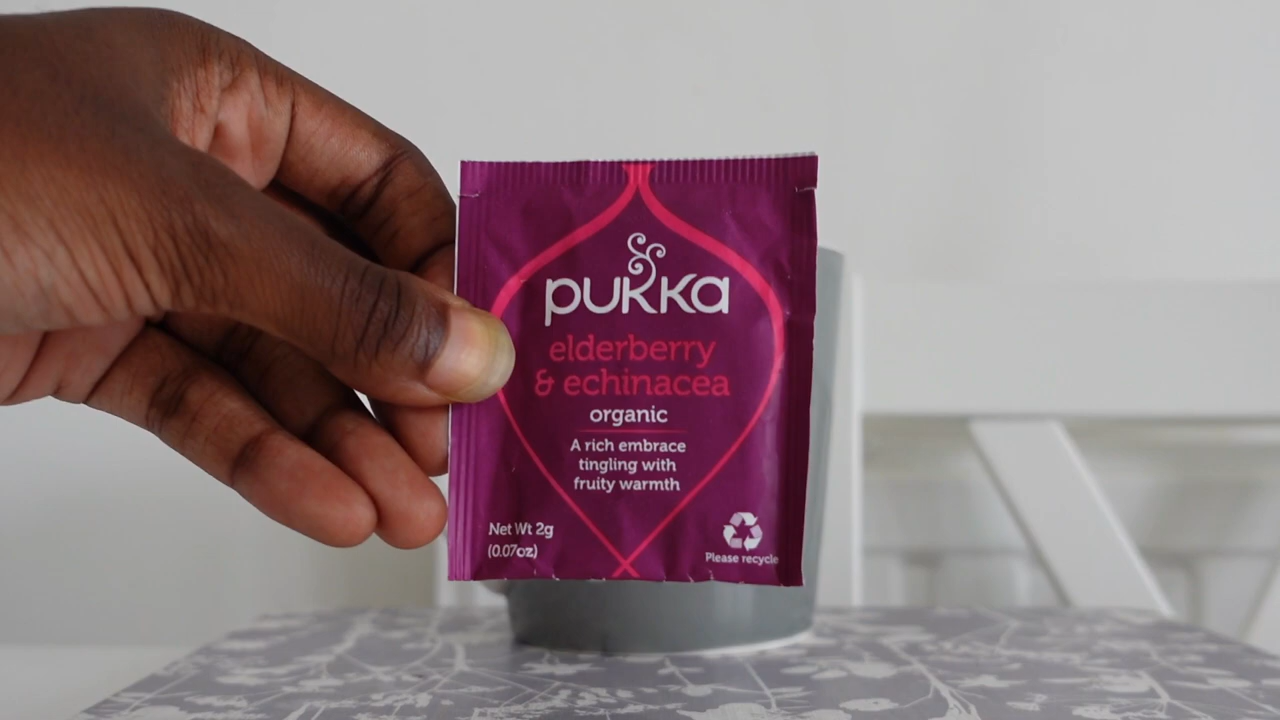 pukka
elderberry
& echinacea
organic
A rich embrace
tingling with
fruity warmth
Net Wt 2g
(0.07oz)
Please recycle